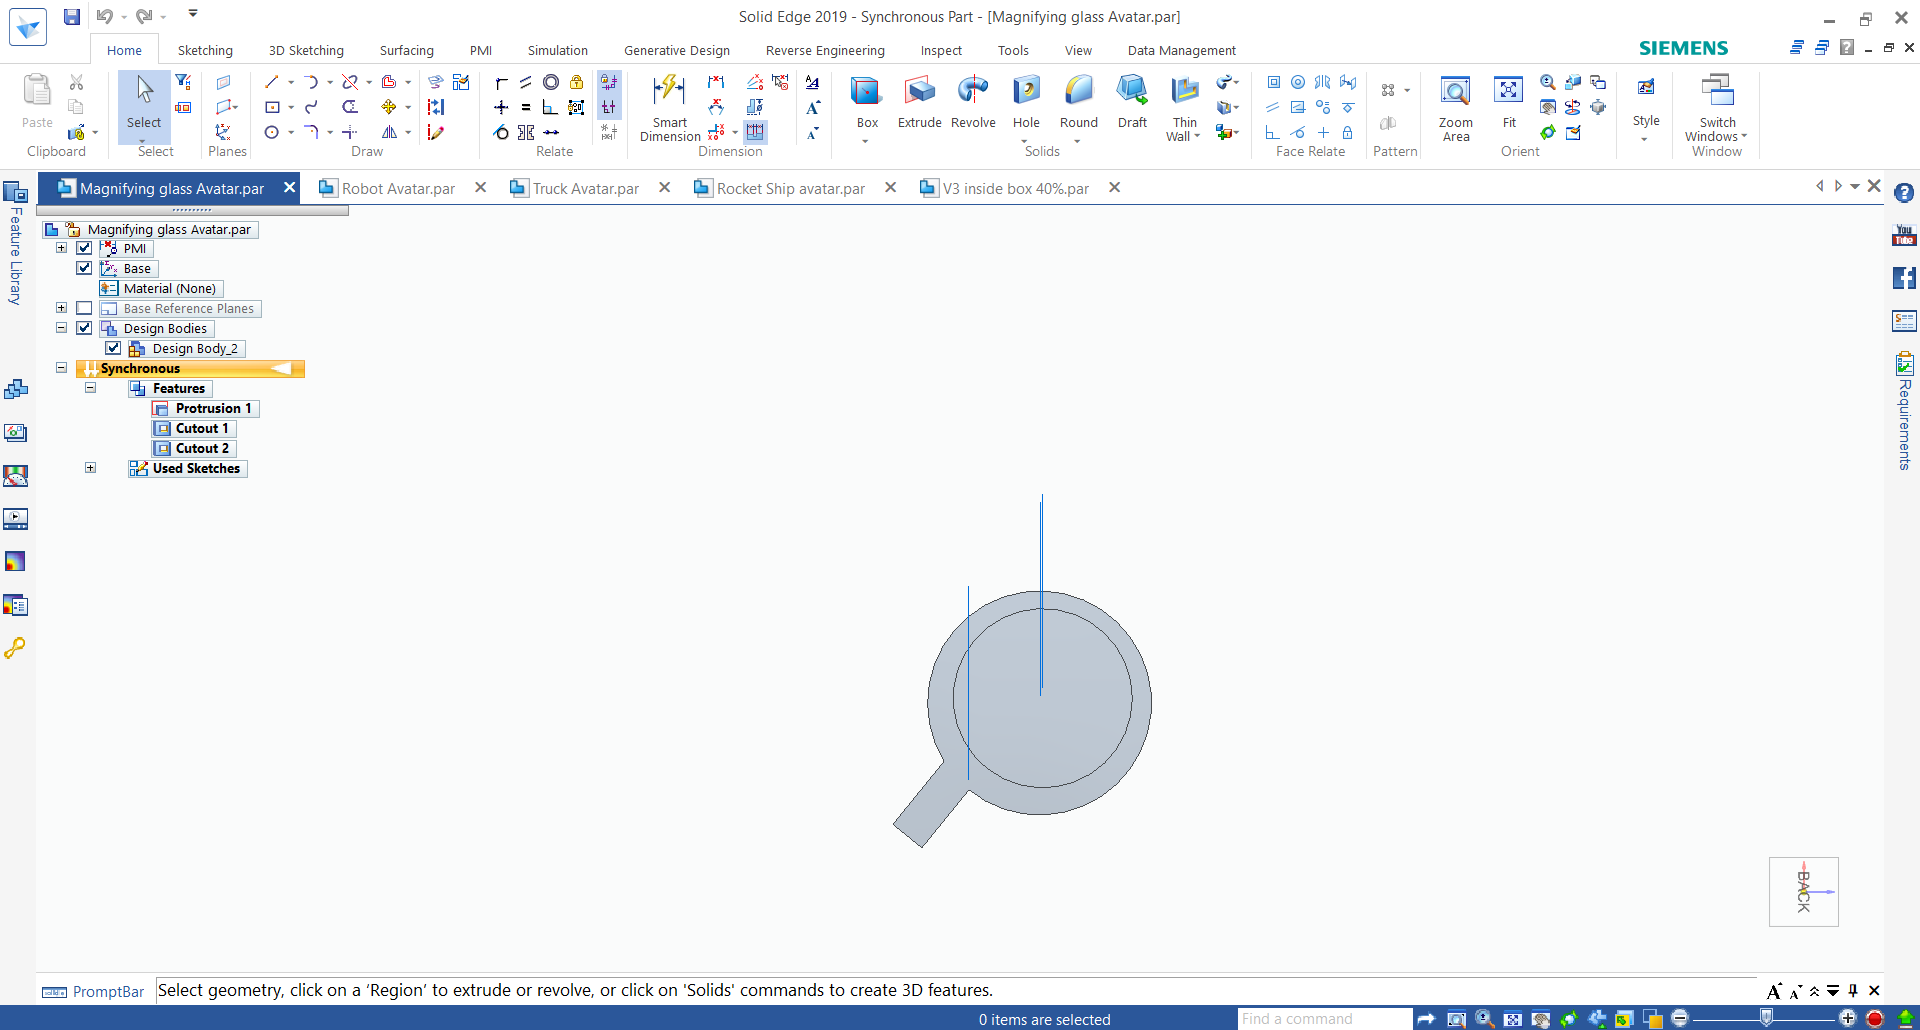 Solid Edge 2019 - Synchronous Part - [Magnifying glass Avatar.par]
Home Sketching 3D Sketching Surfacing PMI Simulation Generative Design Reverse Engineering Inspect Tools View Data Management SIEMENS
Paste Select Smart Dimension Box Extrude Revolve Hole Round Draft Thin Wall Zoom Area Fit Style Switch Windows
Clipboard Select Planes Draw Relate Dimension Solids Face Relate Pattern Orient Window
Magnifying glass Avatar.par Robot Avatar.par Truck Avatar.par Rocket Ship avatar.par V3 inside box 40%.par
Feature Library
Magnifying glass Avatar.par
PMI
Base
Material (None)
Base Reference Planes
Design Bodies
Design Body_2
Synchronous
Features
Protrusion 1
Cutout 1
Cutout 2
Used Sketches
You
Tube
Requirements
BACK
PromptBar Select geometry, click on a ‘Region’ to extrude or revolve, or click on 'Solids' commands to create 3D features.
0 items are selected Find a command